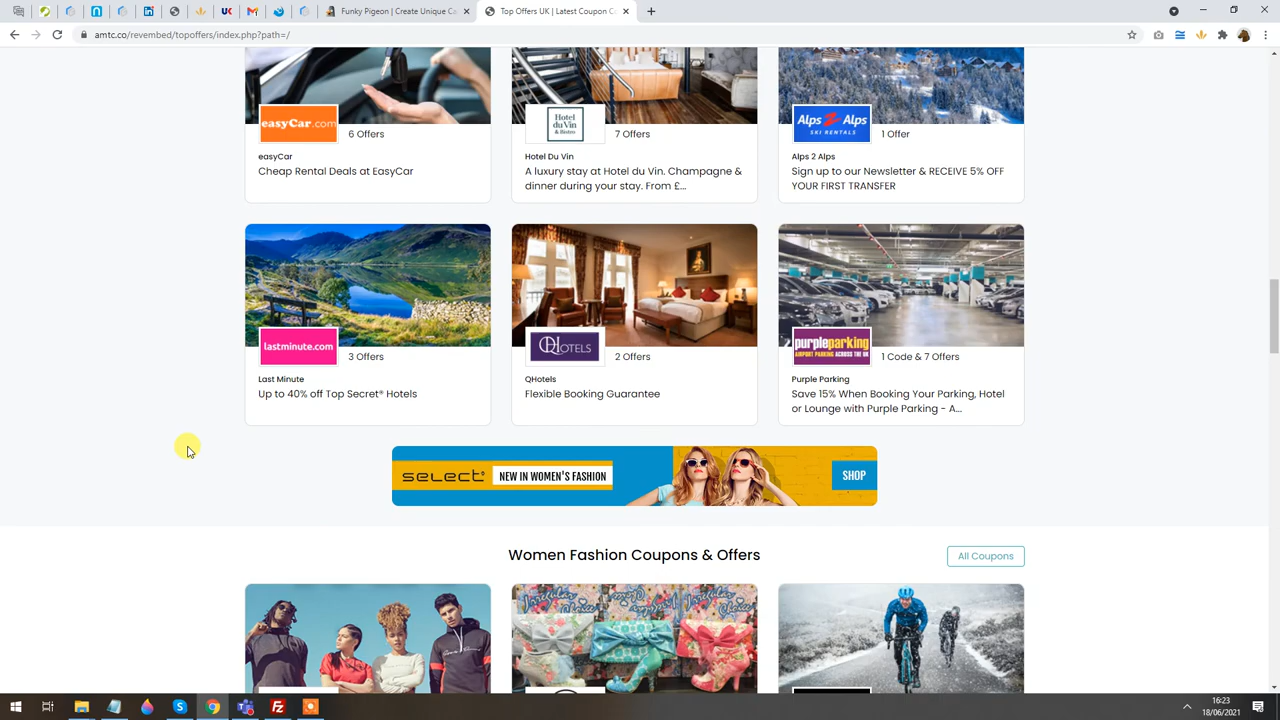 Funky Pigeon | Create Unique Ca
Top Offers UK | Latest Coupon C
amtc.co/revembed/topoffers/index.php?path=/
easyCar.com
6 Offers
easyCar
Cheap Rental Deals at EasyCar
Hotel
du Vin
& Bistro
7 Offers
Hotel Du Vin
A luxury stay at Hotel du Vin. Champagne &
dinner during your stay. From £...
Alps 2 Alps
SKI RENTALS
1 Offer
Alps 2 Alps
Sign up to our Newsletter & RECEIVE 5% OFF
YOUR FIRST TRANSFER
lastminute.com
3 Offers
Last Minute
Up to 40% off Top Secret® Hotels
QHOTELS
2 Offers
QHotels
Flexible Booking Guarantee
purpleparking
AIRPORT PARKING ACROSS THE UK
1 Code & 7 Offers
Purple Parking
Save 15% When Booking Your Parking, Hotel
or Lounge with Purple Parking - A...
select
NEW IN WOMEN'S FASHION
SHOP
Women Fashion Coupons & Offers
All Coupons
Irregular Choice
Irregular Choice
16:23
18/06/2021